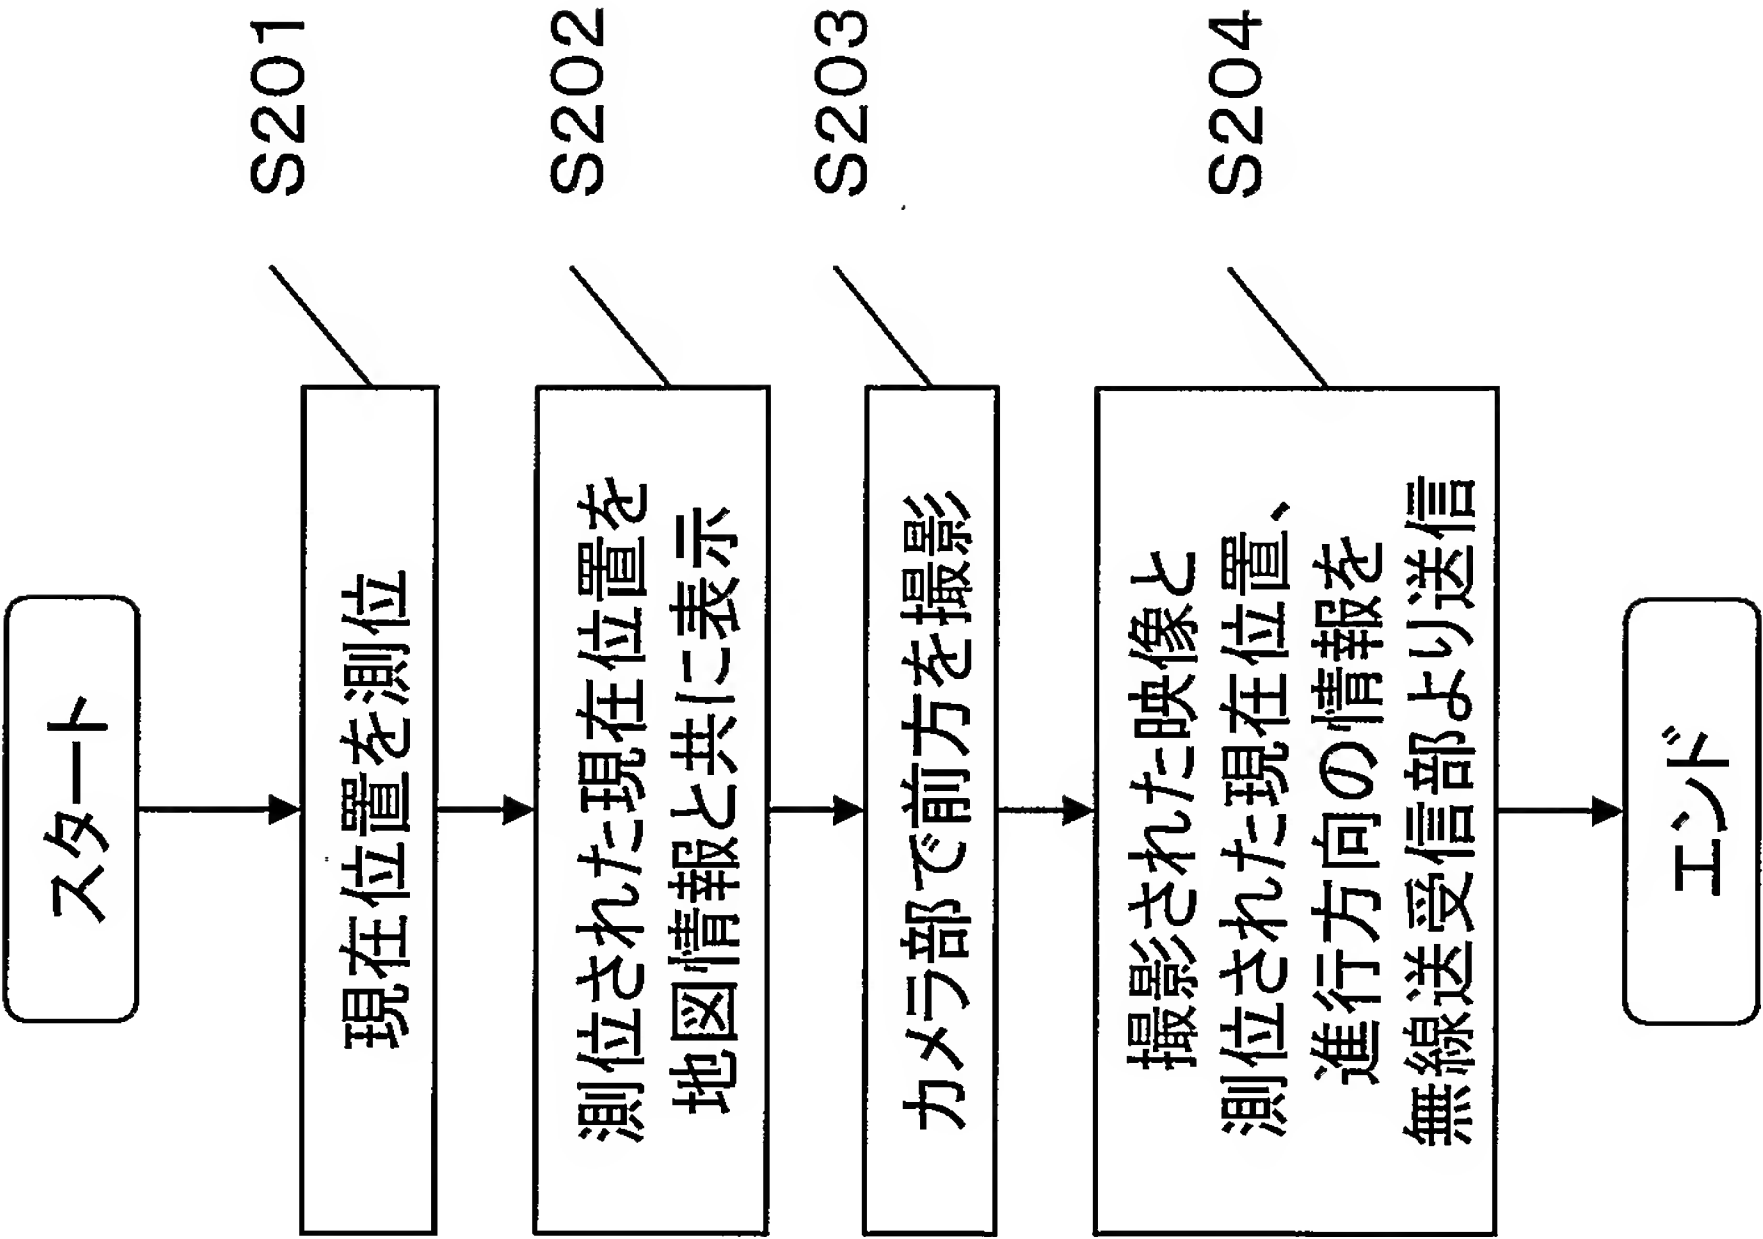 スタート
現在位置を測位
S201
測位された現在位置を
地図情報と共に表示
S202
カメラ部で前方を撮影
S203
撮影された映像と
測位された現在位置、
進行方向の情報を
無線送受信部より送信
S204
エンド